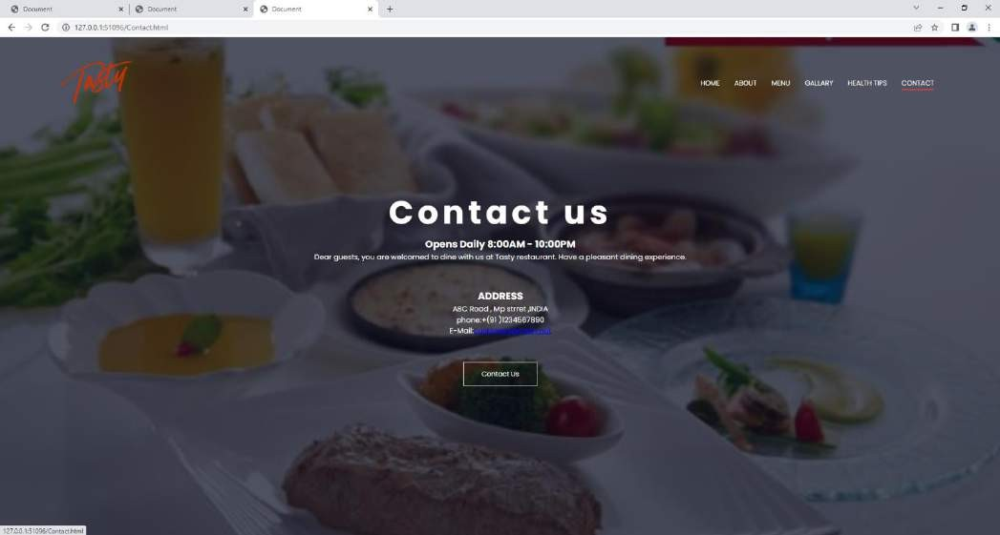 Document
Document
Document
127.0.0.1:51096/Contact.html
Tasty
HOME ABOUT MENU GALLARY HEALTH TIPS CONTACT
Contact us
Opens Daily 8:00AM - 10:00PM
Dear guests, you are welcomed to dine with us at Tasty restaurant. Have a pleasant dining experience.
ADDRESS
ABC Road , Mp strret ,INDIA
phone:+(91 )1234567890
E-Mail:
Contact Us
127.0.0.1:51096/Contact.html